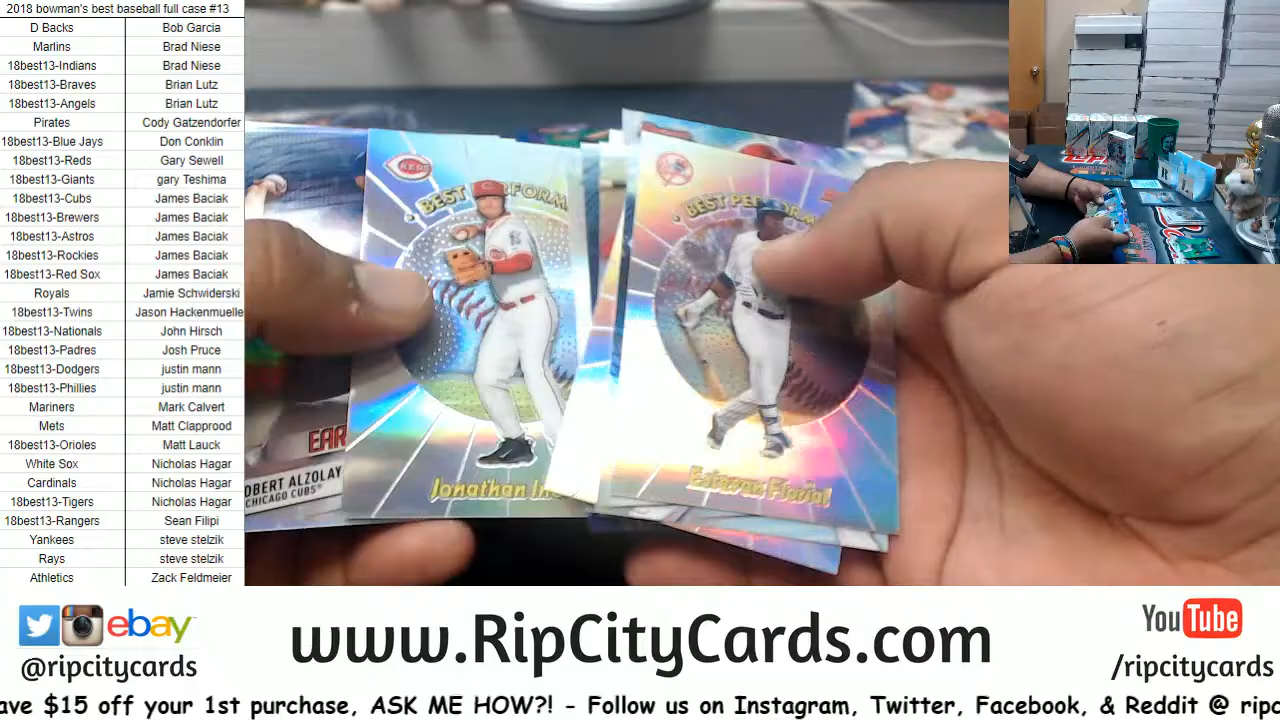 2018 bowman's best baseball full case #13
D Backs Bob Garcia
Marlins Brad Niese
18best13-Indians Brad Niese
18best13-Braves Brian Lutz
18best13-Angels Brian Lutz
Pirates Cody Gatzendorfer
18best13-Blue Jays Don Conklin
18best13-Reds Gary Sewell
18best13-Giants gary Teshima
18best13-Cubs James Baciak
18best13-Brewers James Baciak
18best13-Astros James Baciak
18best13-Rockies James Baciak
18best13-Red Sox James Baciak
Royals Jamie Schwiderski
18best13-Twins Jason Hackenmuelle
18best13-Nationals John Hirsch
18best13-Padres Josh Pruce
18best13-Dodgers justin mann
18best13-Phillies justin mann
Mariners Mark Calvert
Mets Matt Clapprood
18best13-Orioles Matt Lauck
White Sox Nicholas Hagar
Cardinals Nicholas Hagar
18best13-Tigers Nicholas Hagar
18best13-Rangers Sean Filipi
Yankees steve stelzik
Rays steve stelzik
Athletics Zack Feldmeier
REDS
BEST PERFORM
Jonathan In
BEST PERFORM
Estevan Florial
EAR
OBERT ALZOLAY
CHICAGO CUBS®
ebay
@ripcitycards
www.RipCityCards.com
YouTube
/ripcitycards
ave $15 off your 1st purchase, ASK ME HOW?! - Follow us on Instagram, Twitter, Facebook, & Reddit @ ripc